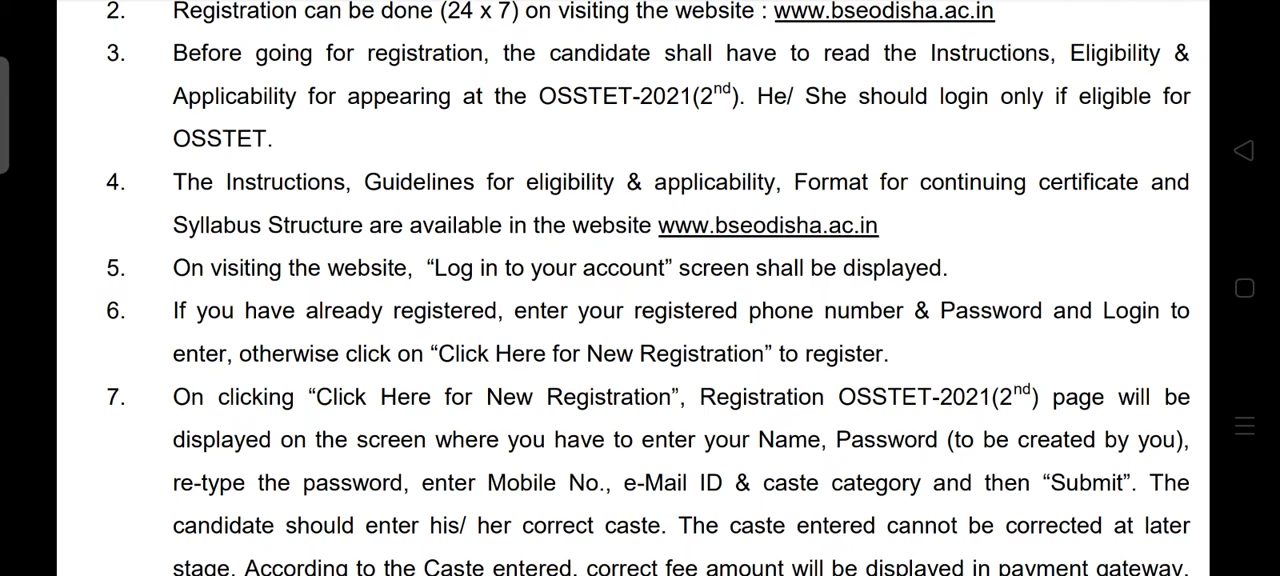 2. Registration can be done (24 x 7) on visiting the website : www.bseodisha.ac.in
3. Before going for registration, the candidate shall have to read the Instructions, Eligibility &
Applicability for appearing at the OSSTET-2021(2nd). He/ She should login only if eligible for
OSSTET.
4. The Instructions, Guidelines for eligibility & applicability, Format for continuing certificate and
Syllabus Structure are available in the website www.bseodisha.ac.in
5. On visiting the website, “Log in to your account” screen shall be displayed.
6. If you have already registered, enter your registered phone number & Password and Login to
enter, otherwise click on “Click Here for New Registration” to register.
7. On clicking “Click Here for New Registration”, Registration OSSTET-2021(2nd) page will be
displayed on the screen where you have to enter your Name, Password (to be created by you),
re-type the password, enter Mobile No., e-Mail ID & caste category and then “Submit”. The
candidate should enter his/ her correct caste. The caste entered cannot be corrected at later
stage. According to the Caste entered, correct fee amount will be displayed in payment gateway.